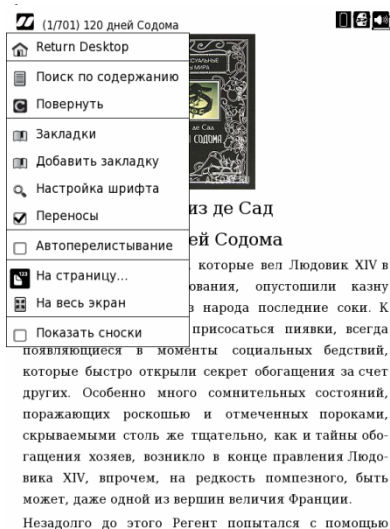 (1/701) 120 дней Содома
Return Desktop
Поиск по содержанию
Повернуть
Закладки
Добавить закладку
Настройка шрифта
Переносы
Автоперелистывание
На страницу...
На весь экран
Показать сноски
де Сад
СОДОМА
из де Сад
ей Содома
которые вел Людовик XIV в
ования, опустошили казну
народа последние соки. К
присосаться пиявки, всегда
появляющиеся в моменты социальных бедствий,
которые быстро открыли секрет обогащения за счет
других. Особенно много сомнительных состояний,
поражающих роскошью и отмеченных пороками,
скрываемыми столь же тщательно, как и тайны обо-
гащения хозяев, возникло в конце правления Людо-
вика XIV, впрочем, на редкость помпезного, быть
может, даже одной из вершин величия Франции.
Незадолго до этого Регент попытался с помощью